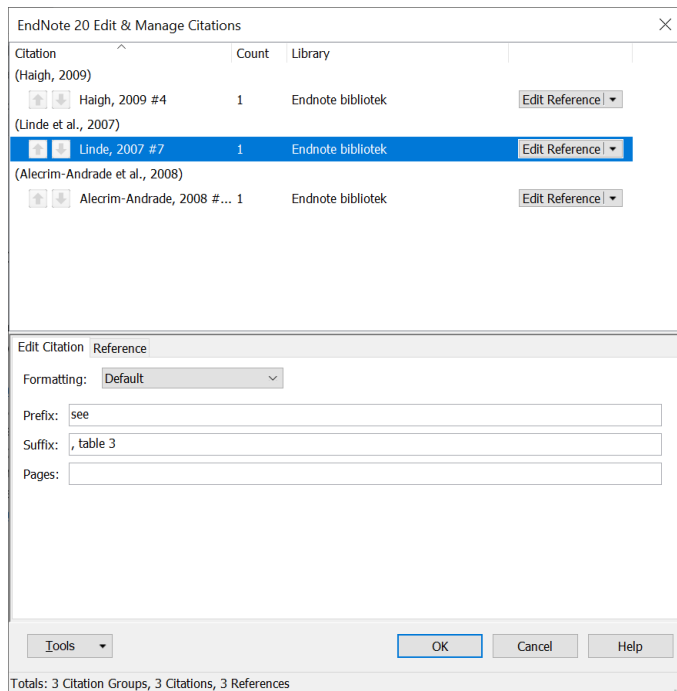 EndNote 20 Edit & Manage Citations
Citation Count Library
(Haigh, 2009)
Haigh, 2009 #4 1 Endnote bibliotek Edit Reference
(Linde et al., 2007)
Linde, 2007 #7 1 Endnote bibliotek Edit Reference
(Alecrim-Andrade et al., 2008)
Alecrim-Andrade, 2008 #... 1 Endnote bibliotek Edit Reference
Edit Citation Reference
Formatting: Default
Prefix: see
Suffix: , table 3
Pages:
Tools OK Cancel Help
Totals: 3 Citation Groups, 3 Citations, 3 References